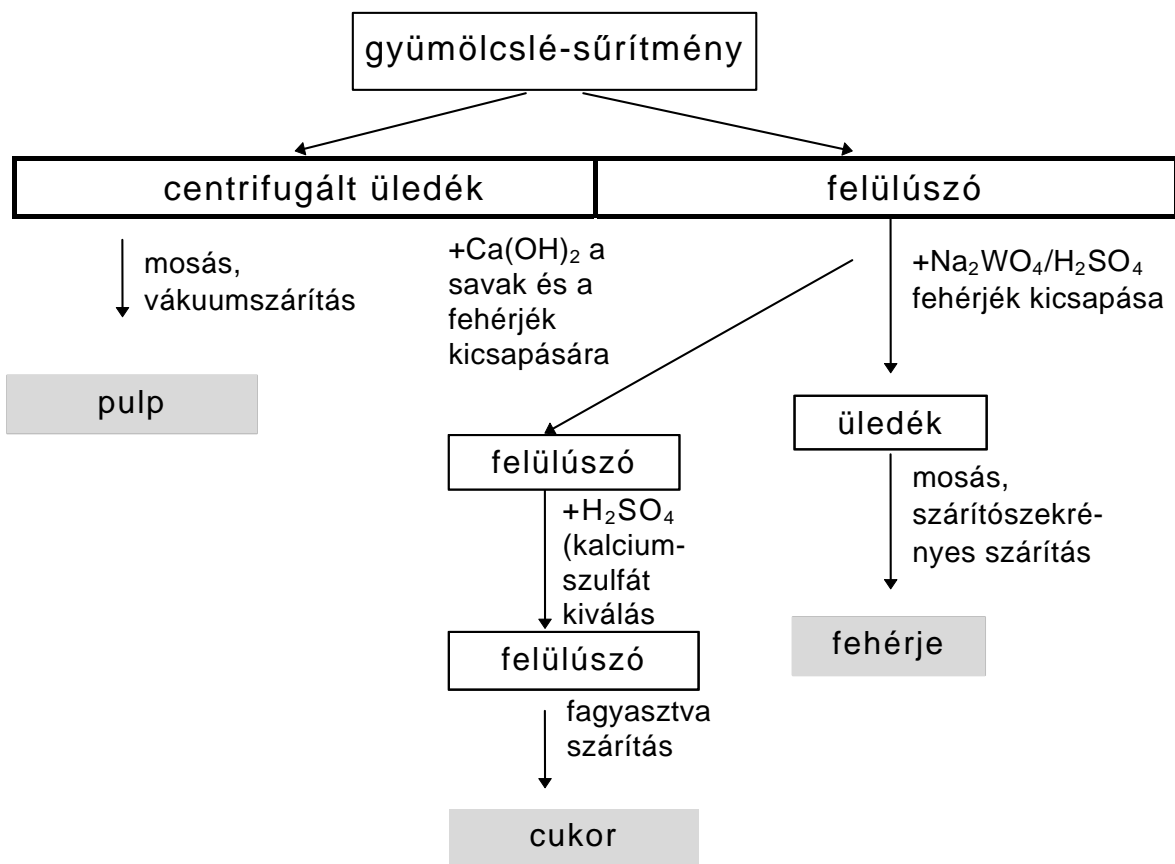 gyümölcslé-sűrítmény
centrifugált üledék
felülúszó
mosás,
vákuumszárítás
+Ca(OH)₂ a
savak és a
fehérjék
kicsapására
+Na₂WO₄/H₂SO₄
fehérjék kicsapása
pulp
felülúszó
üledék
+H₂SO₄
(kalcium-
szulfát
kiválás
mosás,
szárítószekré-
nyes szárítás
felülúszó
fehérje
fagyasztva
szárítás
cukor